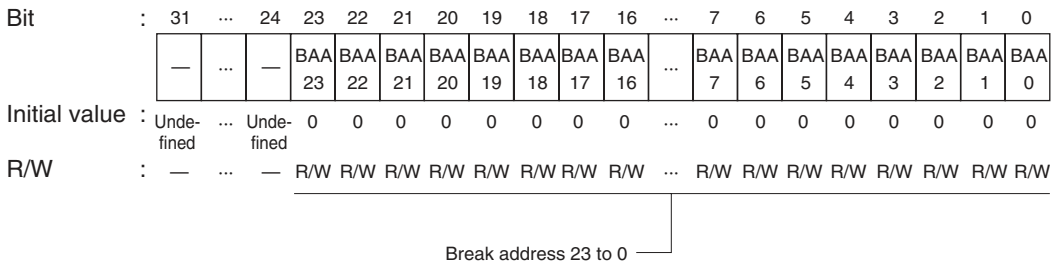 Bit : 31 ... 24 23 22 21 20 19 18 17 16 ... 7 6 5 4 3 2 1 0
— ... — BAA BAA BAA BAA BAA BAA BAA BAA ... BAA BAA BAA BAA BAA BAA BAA BAA
23 22 21 20 19 18 17 16 7 6 5 4 3 2 1 0
Initial value : Unde- ... Unde- 0 0 0 0 0 0 0 0 ... 0 0 0 0 0 0 0 0
fined fined
R/W : — ... — R/W R/W R/W R/W R/W R/W R/W R/W ... R/W R/W R/W R/W R/W R/W R/W R/W
Break address 23 to 0